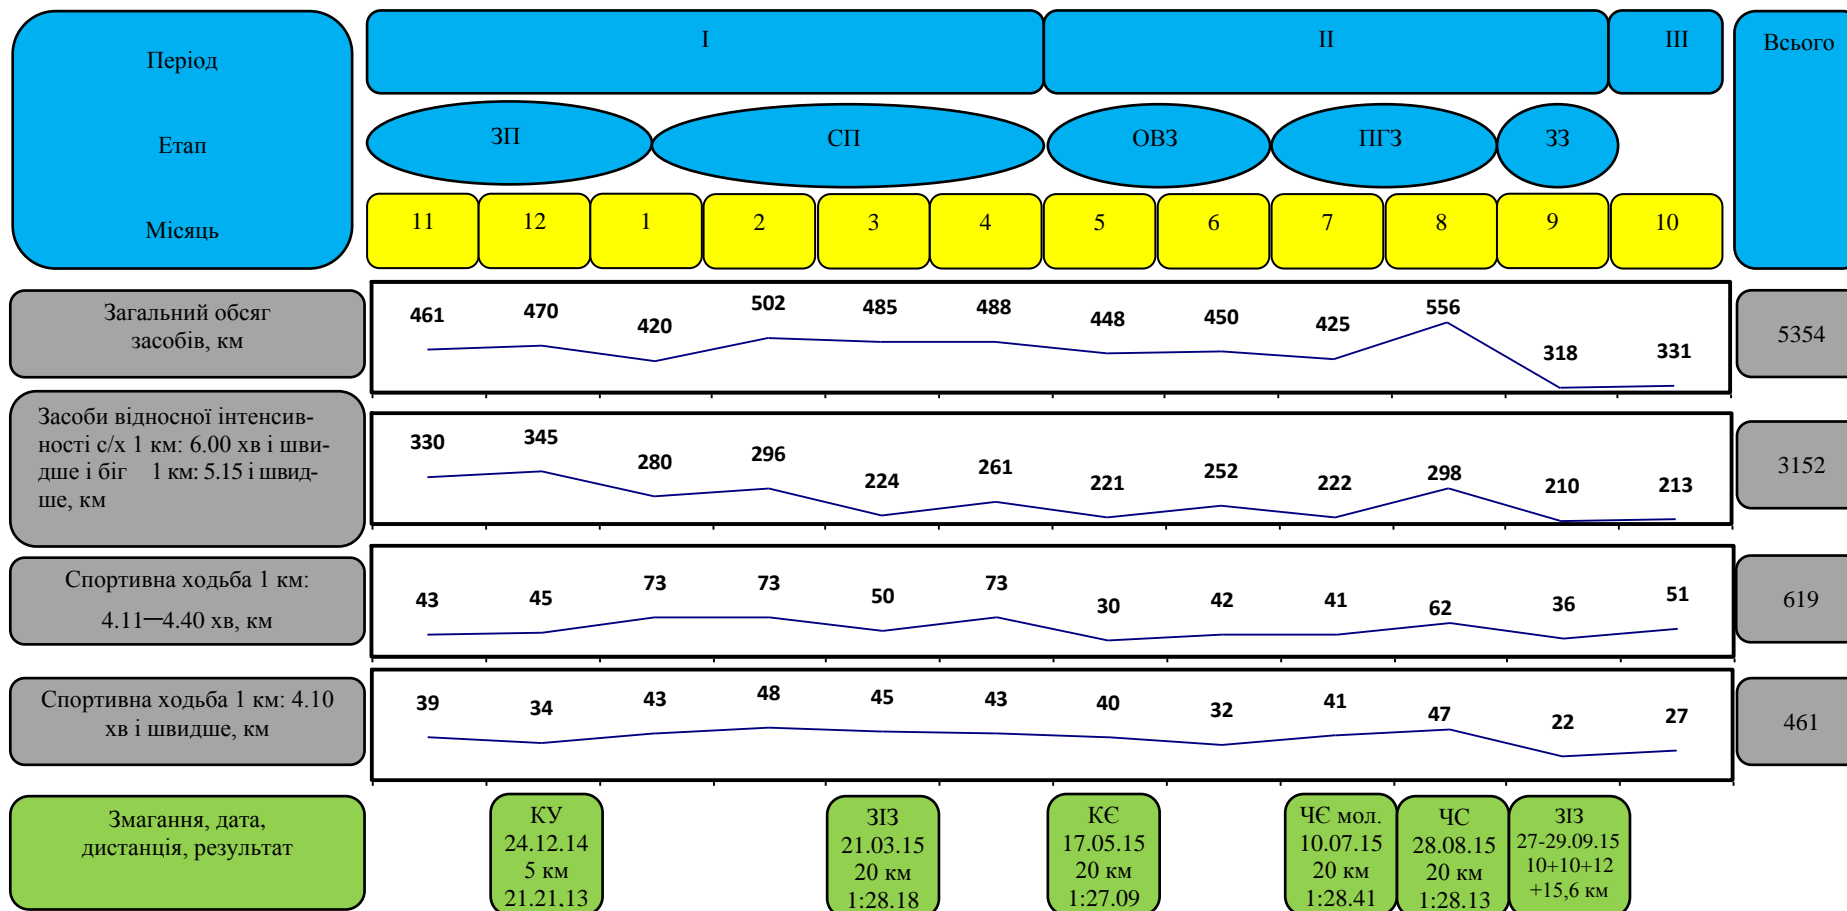 Період
I
II
III
Всього
Етап
ЗП
СП
ОВЗ
ПГЗ
ЗЗ
Місяць
11
12
1
2
3
4
5
6
7
8
9
10
Загальний обсяг
засобів, км
461
470
420
502
485
488
448
450
425
556
318
331
5354
Засоби відносної інтенсив-
ності с/х 1 км: 6.00 хв і шви-
дше і біг 1 км: 5.15 і швид-
ше, км
330
345
280
296
224
261
221
252
222
298
210
213
3152
Спортивна ходьба 1 км:
4.11—4.40 хв, км
43
45
73
73
50
73
30
42
41
62
36
51
619
Спортивна ходьба 1 км: 4.10
хв і швидше, км
39
34
43
48
45
43
40
32
41
47
22
27
461
Змагання, дата,
дистанція, результат
КУ
24.12.14
5 км
21.21,13
ЗІЗ
21.03.15
20 км
1:28.18
КЄ
17.05.15
20 км
1:27.09
ЧЄ мол.
10.07.15
20 км
1:28.41
ЧС
28.08.15
20 км
1:28.13
ЗІЗ
27-29.09.15
10+10+12
+15,6 км